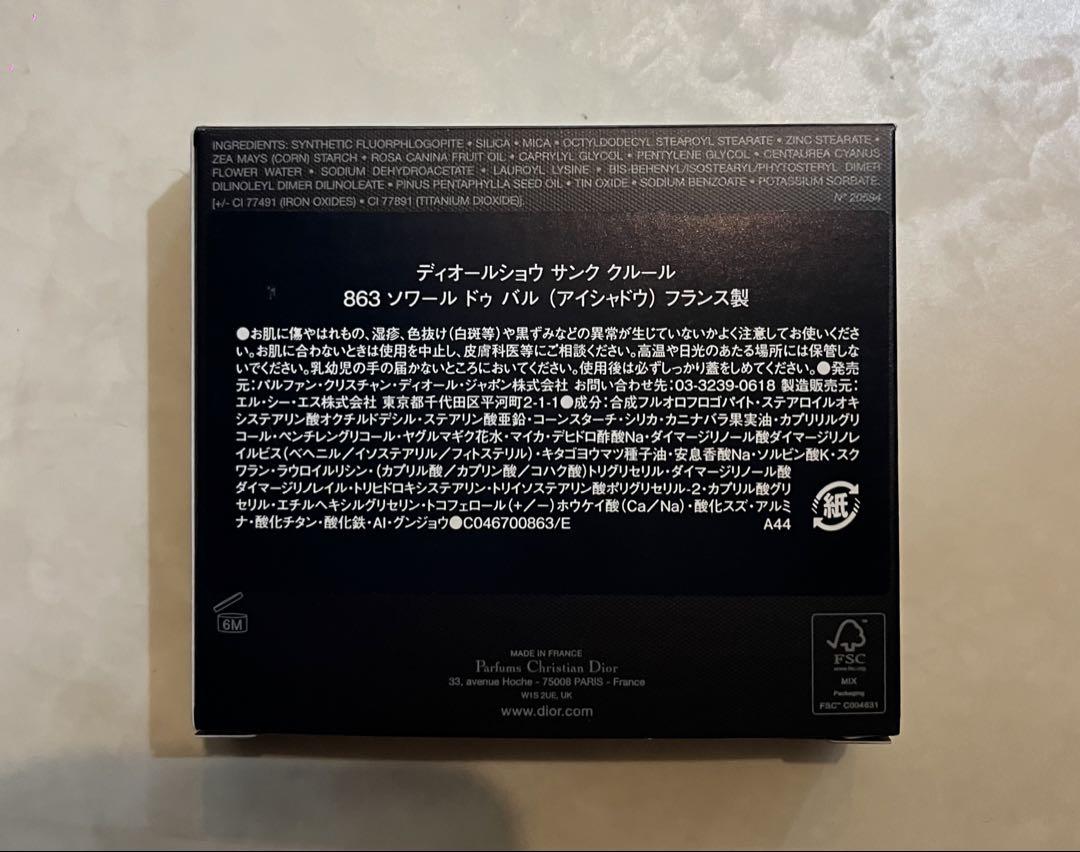 INGREDIENTS: SYNTHETIC FLUORPHLOGOPITE • SILICA • MICA • OCTYLDODECYL STEAROYL STEARATE • ZINC STEARATE •
ZEA MAYS (CORN) STARCH • ROSA CANINA FRUIT OIL • CAPRYLYL GLYCOL • PENTYLENE GLYCOL • CENTAUREA CYANUS
FLOWER WATER • SODIUM DEHYDROACETATE • LAUROYL LYSINE • BIS-BEHENYL/ISOSTEARYL/PHYTOSTERYL DIMER
DILINOLEYL DIMER DILINOLEATE • PINUS PENTAPHYLLA SEED OIL • TIN OXIDE • SODIUM BENZOATE • POTASSIUM SORBATE.
[+/- CI 77491 (IRON OXIDES) • CI 77891 (TITANIUM DIOXIDE)]. N° 20594
ディオールショウ サンク クルール
863 ソワール ドゥ バル (アイシャドウ) フランス製
●お肌に傷やはれもの、湿疹、色抜け(白斑等)や黒ずみなどの異常が生じていないかよく注意してお使いくださ
い。お肌に合わないときは使用を中止し、皮膚科医等にご相談ください。高温や日光のあたる場所には保管しな
いでください。乳幼児の手の届かないところにおいてください。使用後は必ずしっかり蓋をしめてください。●発売
元:パルファン・クリスチャン・ディオール・ジャポン株式会社 お問い合わせ先:03-3239-0618 製造販売元:
エル・シー・エス株式会社 東京都千代田区平河町2-1-1●成分:合成フルオロフロゴパイト・ステアロイルオキ
システアリン酸オクチルドデシル・ステアリン酸亜鉛・コーンスターチ・シリカ・カニナバラ果実油・カプリリルグリ
コール・ペンチレングリコール・ヤグルマギク花水・マイカ・デヒドロ酢酸Na・ダイマージリノール酸ダイマージリノレ
イルビス(ベヘニル/イソステアリル/フィトステリル)・キタゴヨウマツ種子油・安息香酸Na・ソルビン酸K・スク
ワラン・ラウロイルリシン・(カプリル酸/カプリン酸/コハク酸)トリグリセリル・ダイマージリノール酸
ダイマージリノレイル・トリヒドロキシステアリン・トリイソステアリン酸ポリグリセリル-2・カプリル酸グリ
セリル・エチルヘキシルグリセリン・トコフェロール(+/-)ホウケイ酸(Ca/Na)・酸化スズ・アルミ
ナ・酸化チタン・酸化鉄・Al・グンジョウ●C046700863/E A44
紙
6M
MADE IN FRANCE
Parfums Christian Dior
33, avenue Hoche - 75008 PARIS - France
W1S 2UE, UK
www.dior.com
FSC
www.fsc.org
MIX
Packaging
FSC™ C004631